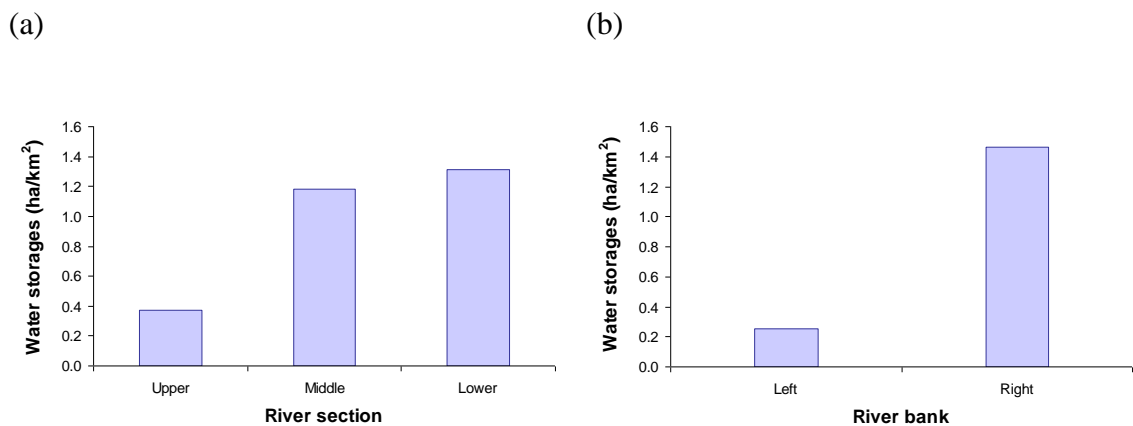 (a)
Water storages (ha/km²)
1.6
1.4
1.2
1.0
0.8
0.6
0.4
0.2
0.0
Upper Middle Lower
River section
(b)
Water storages (ha/km²)
1.6
1.4
1.2
1.0
0.8
0.6
0.4
0.2
0.0
Left Right
River bank